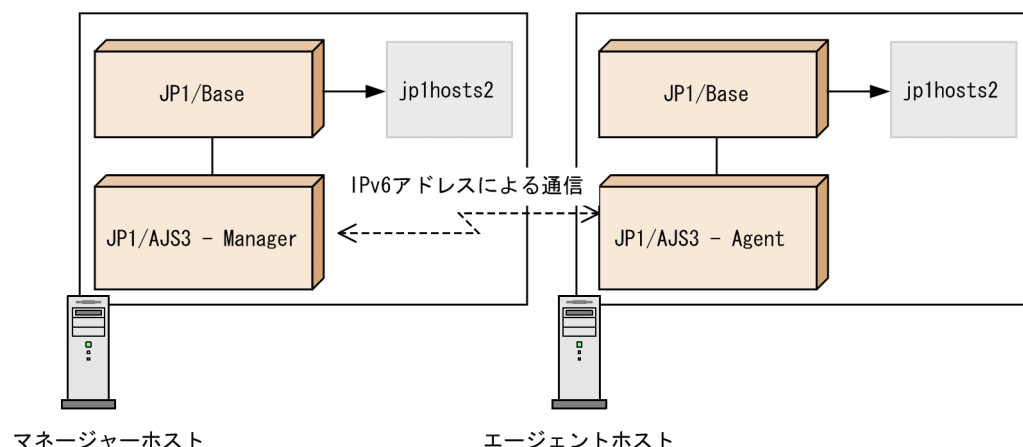 JP1/Base
jp1hosts2
JP1/Base
jp1hosts2
IPv6アドレスによる通信
JP1/AJS3 − Manager
JP1/AJS3 − Agent
マネージャーホスト
エージェントホスト